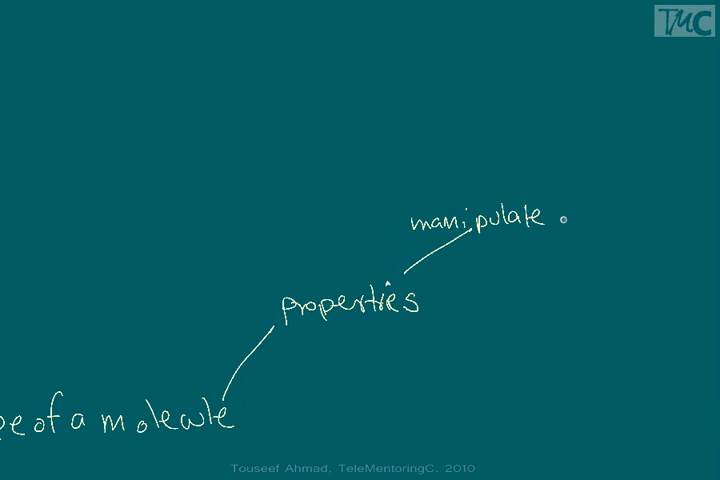 TMC
manipulate
properties
of a molecule
Touseef Ahmad, TeleMentoringC, 2010